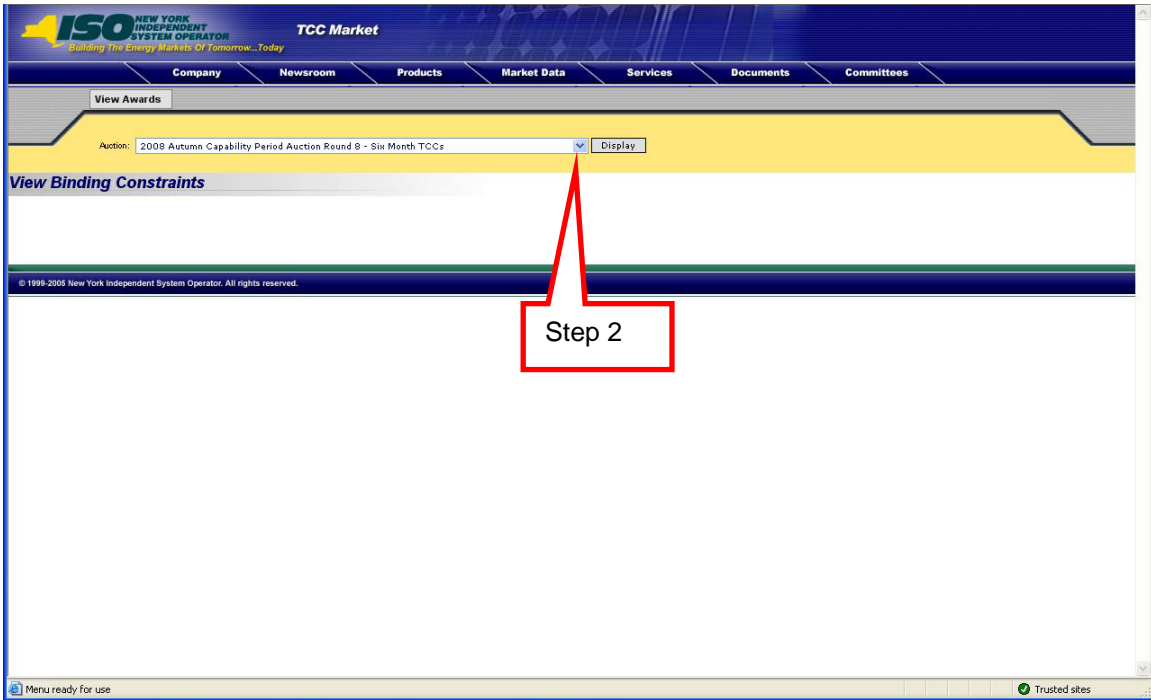 ISO NEW YORK
INDEPENDENT
SYSTEM OPERATOR
Building The Energy Markets Of Tomorrow...Today
TCC Market
Company Newsroom Products Market Data Services Documents Committees
View Awards
Auction: 2008 Autumn Capability Period Auction Round 8 - Six Month TCCs Display
View Binding Constraints
© 1999-2005 New York Independent System Operator. All rights reserved.
Step 2
Menu ready for use Trusted sites